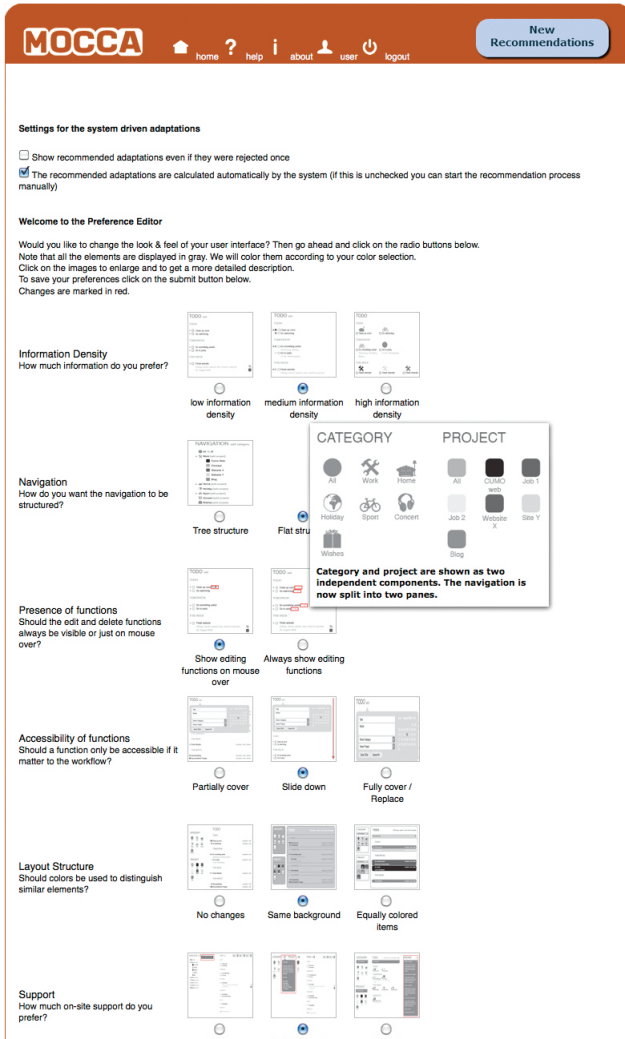 MOCCA
home
help
about
user
logout
New
Recommendations
Settings for the system driven adaptations
Show recommended adaptations even if they were rejected once
The recommended adaptations are calculated automatically by the system (if this is unchecked you can start the recommendation process
manually)
Welcome to the Preference Editor
Would you like to change the look & feel of your user interface? Then go ahead and click on the radio buttons below.
Note that all the elements are displayed in gray. We will color them according to your color selection.
Click on the images to enlarge and to get a more detailed description.
To save your preferences click on the submit button below.
Changes are marked in red.
Information Density
How much information do you prefer?
TODO
TODO
TODO
low information
density
medium information
density
high information
density
Navigation
How do you want the navigation to be
structured?
NAVIGATION
Tree structure
Flat stru
CATEGORY
PROJECT
All
Work
Home
All
CUMO
web
Job 1
Holiday
Sport
Concert
Job 2
Website
X
Site Y
Wishes
Blog
Category and project are shown as two
independent components. The navigation is
now split into two panes.
Presence of functions
Should the edit and delete functions
always be visible or just on mouse
over?
TODO
TODO
Show editing
functions on mouse
over
Always show editing
functions
Accessibility of functions
Should a function only be accessible if it
matter to the workflow?
Partially cover
Slide down
Fully cover /
Replace
Layout Structure
Should colors be used to distinguish
similar elements?
No changes
Same background
Equally colored
items
Support
How much on-site support do you
prefer?